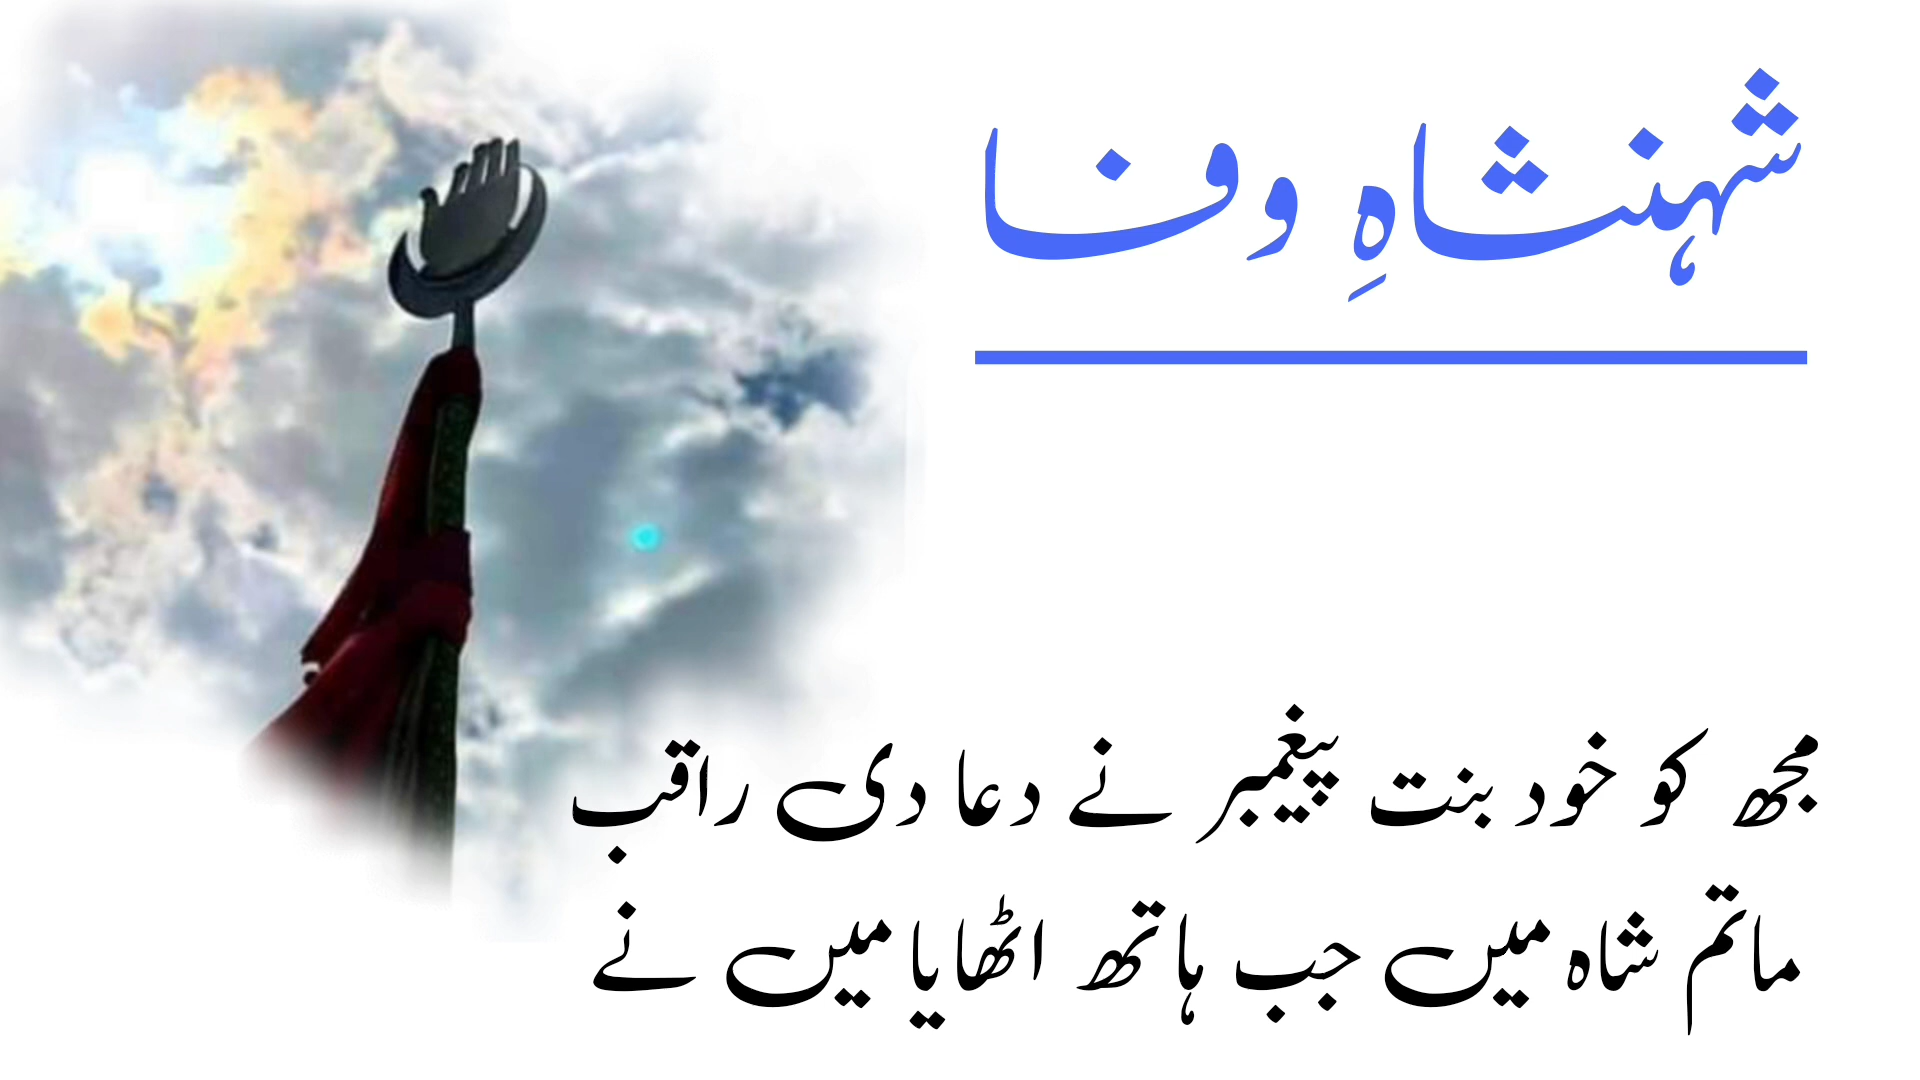 شہنشاہِ وفا
مجھ کو خود بنت پیغمبر نے دعا دی راقب
ماتم شاہ میں جب ہاتھ اٹھایا میں نے